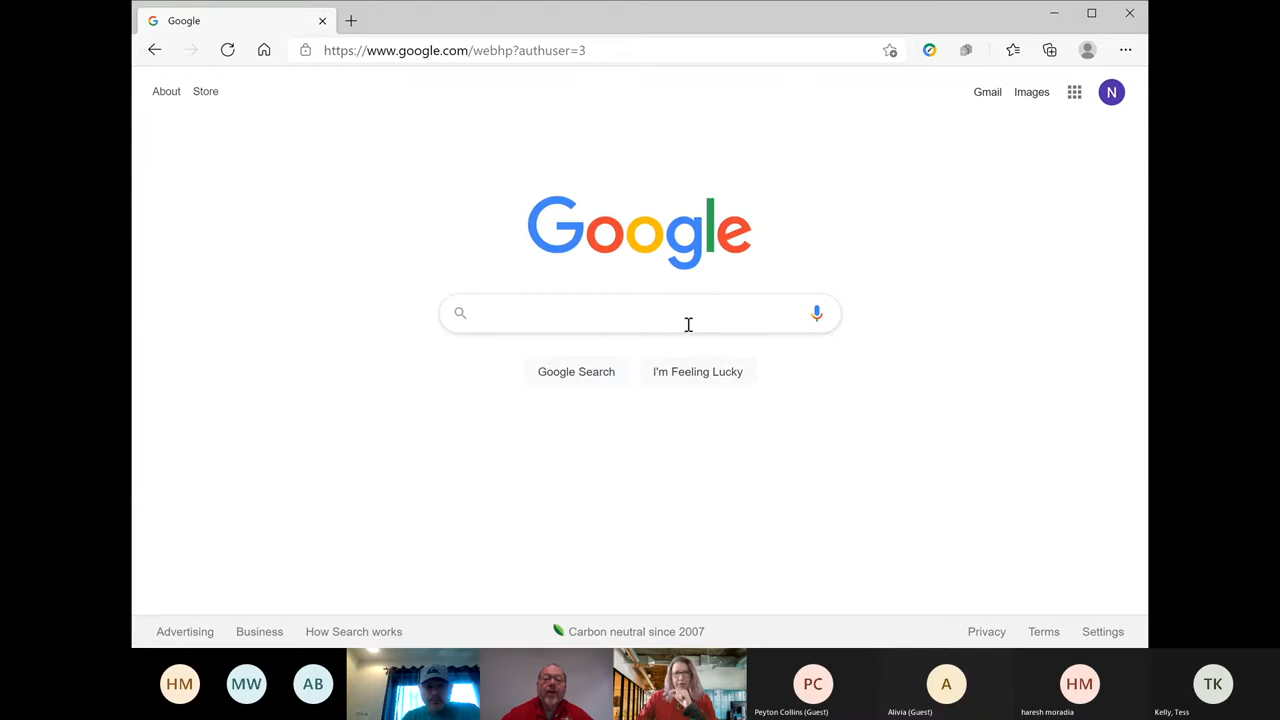 Google
https://www.google.com/webhp?authuser=3
About Store
Gmail Images
N
Google
Google Search
I'm Feeling Lucky
Advertising Business How Search works
Carbon neutral since 2007
Privacy Terms Settings
HM
MW
AB
PC
Peyton Collins (Guest)
A
Alivia (Guest)
HM
haresh moradia
TK
Kelly, Tess